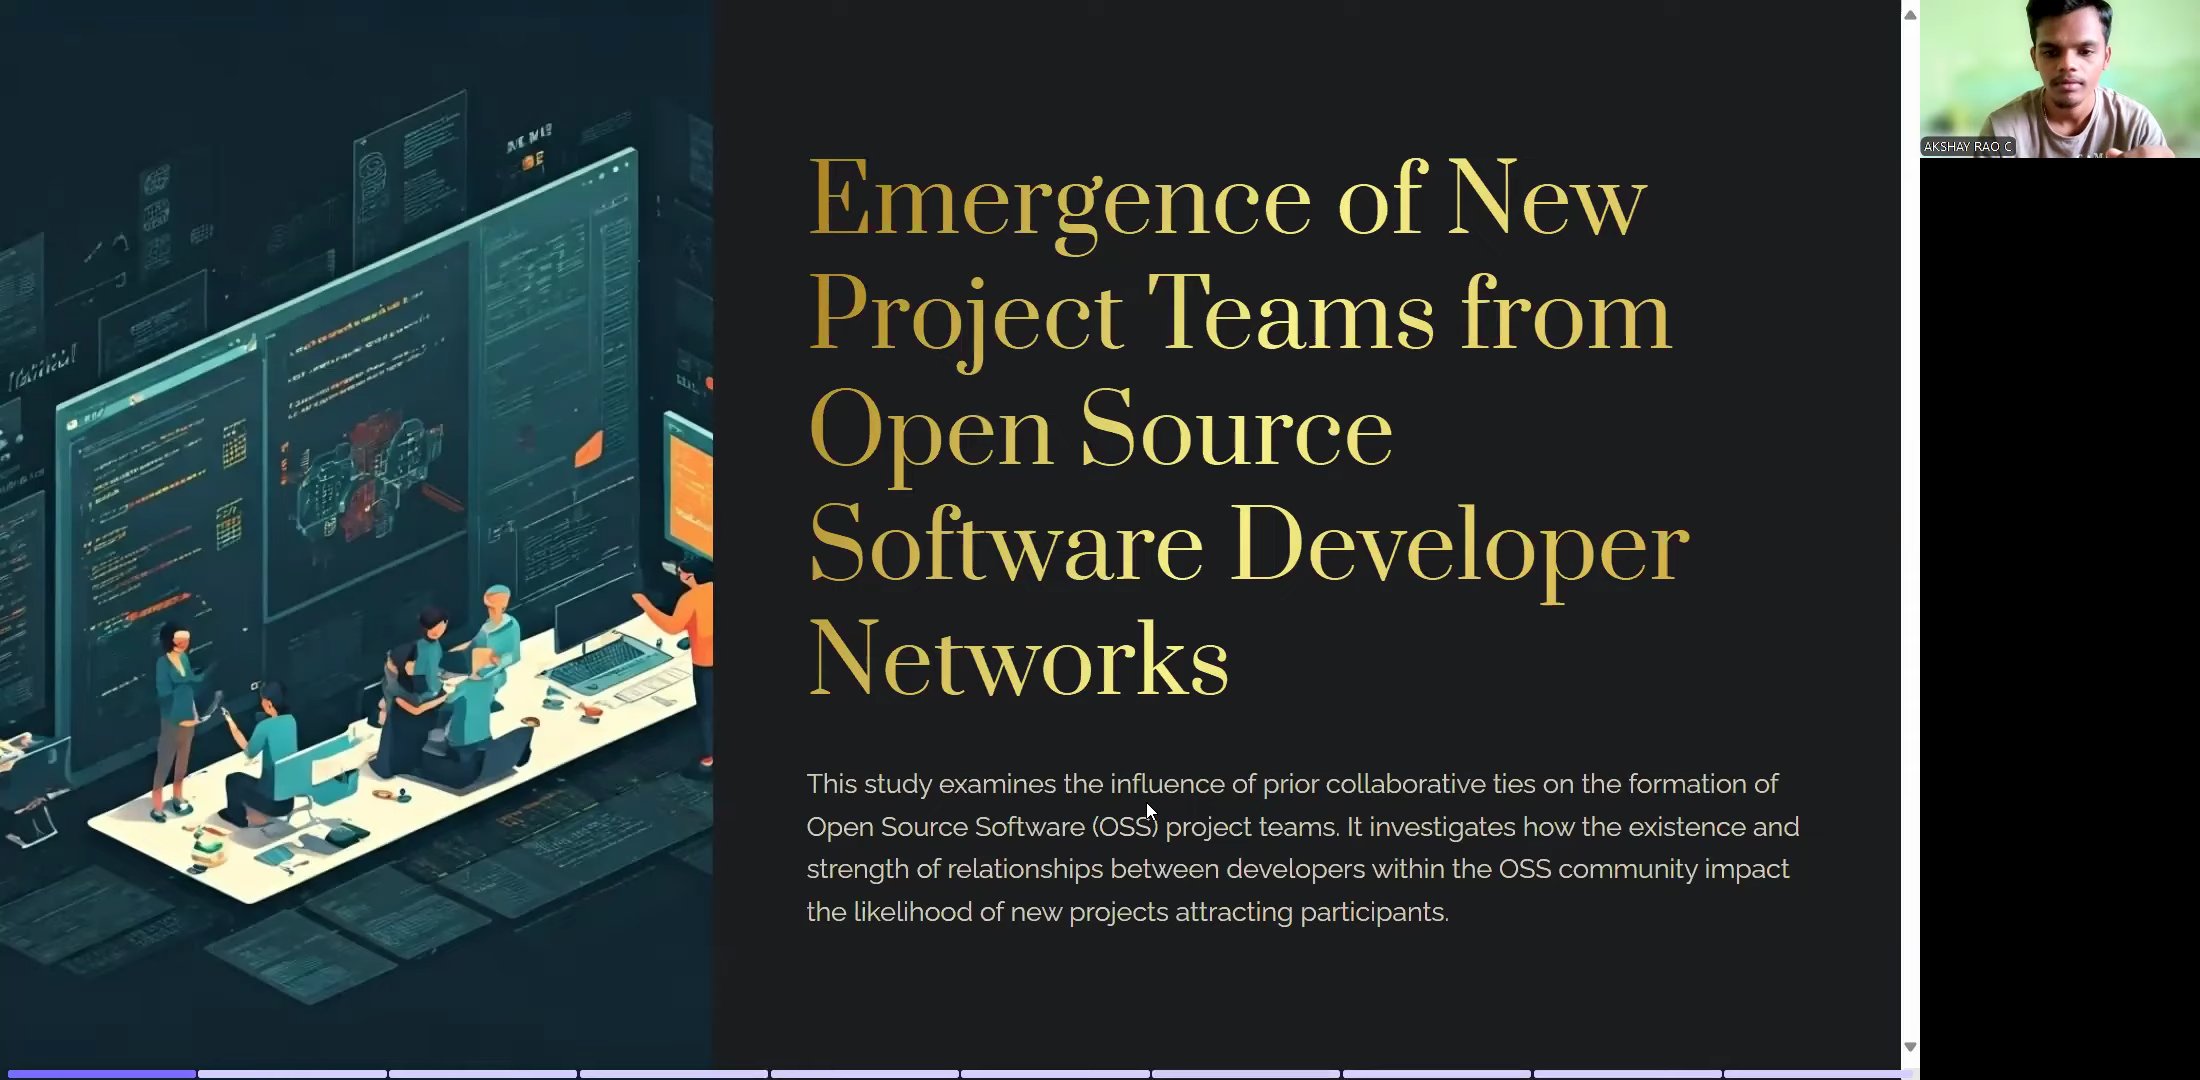 Emergence of New
Project Teams from
Open Source
Software Developer
Networks
This study examines the influence of prior collaborative ties on the formation of
Open Source Software (OSS) project teams. It investigates how the existence and
strength of relationships between developers within the OSS community impact
the likelihood of new projects attracting participants.
AKSHAY RAO C